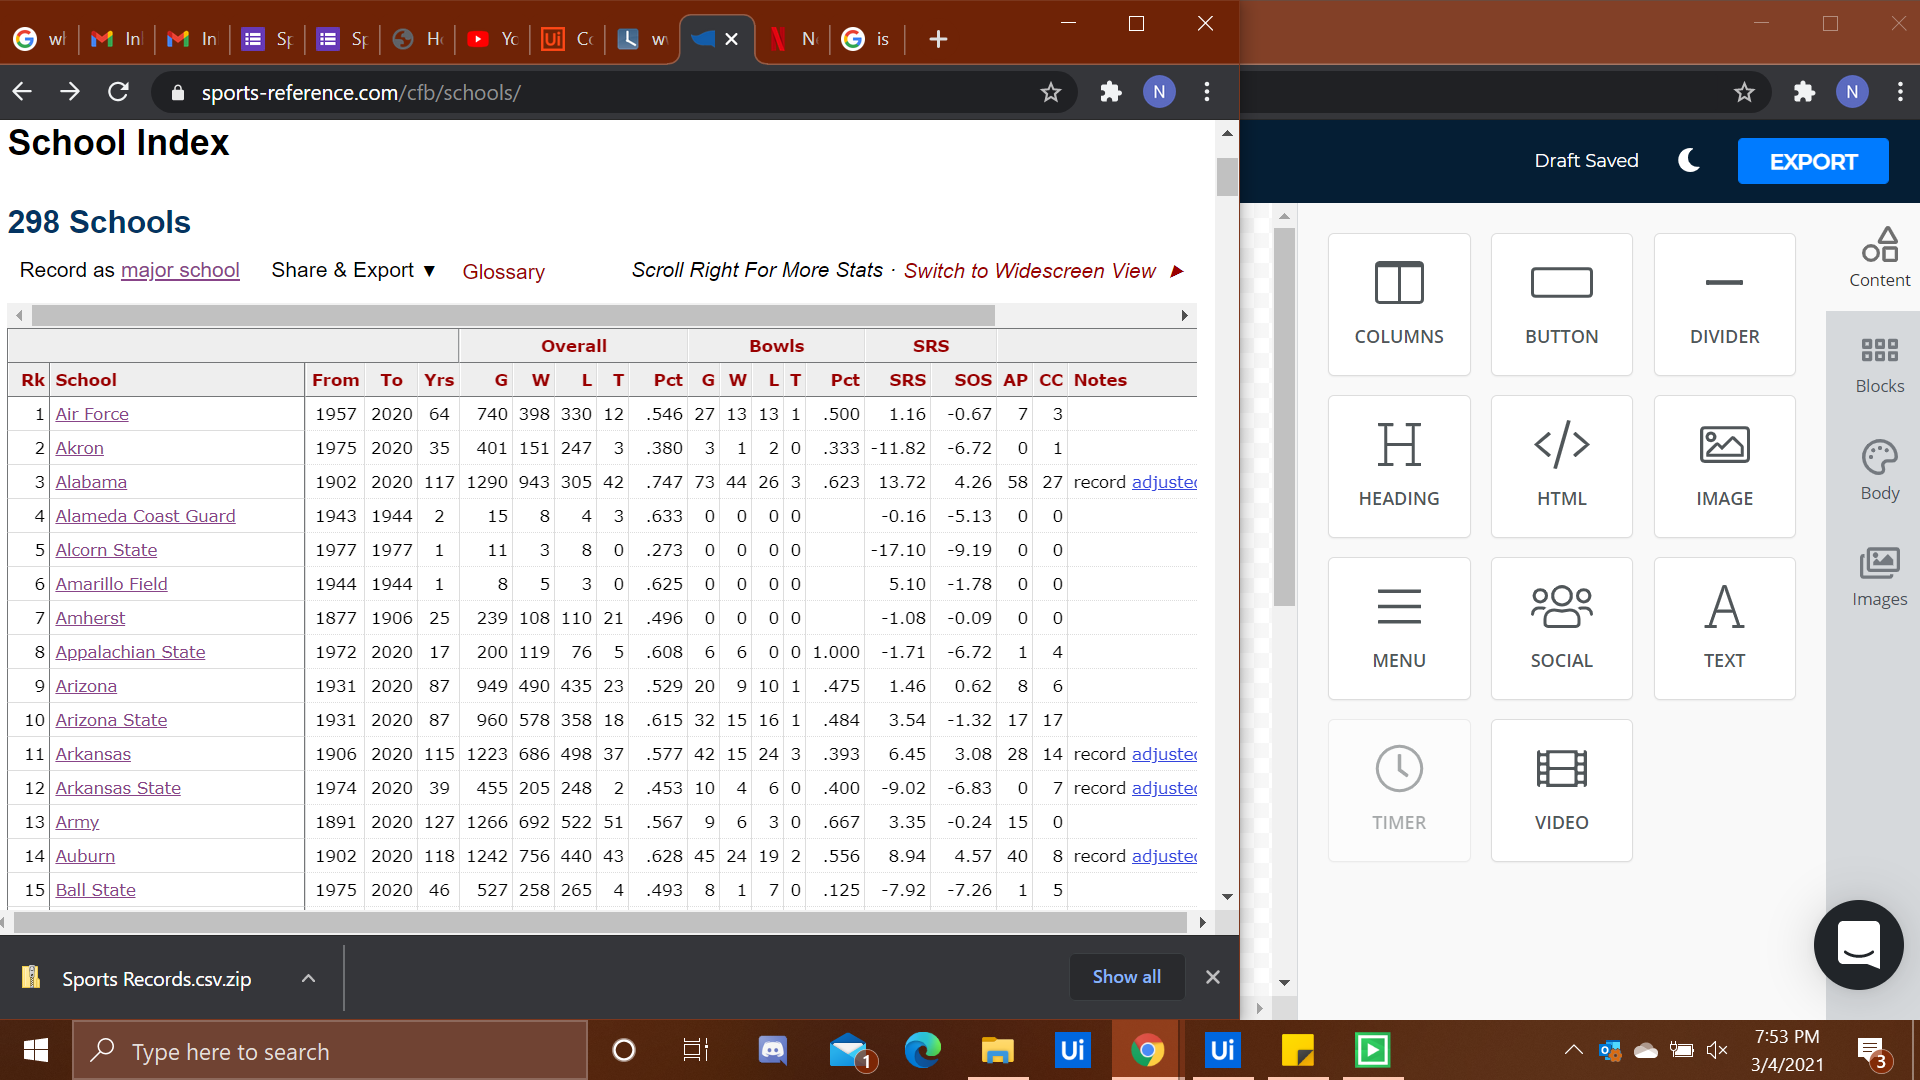 wh In In Sp Sp Ho Yo Ui Co wv N is
sports-reference.com/cfb/schools/
N
N
School Index
Draft Saved
EXPORT
298 Schools
Record as major school Share & Export ▼ Glossary Scroll Right For More Stats · Switch to Widescreen View ►
Overall Bowls SRS
Rk School From To Yrs G W L T Pct G W L T Pct SRS SOS AP CC Notes
1 Air Force 1957 2020 64 740 398 330 12 .546 27 13 13 1 .500 1.16 -0.67 7 3
2 Akron 1975 2020 35 401 151 247 3 .380 3 1 2 0 .333 -11.82 -6.72 0 1
3 Alabama 1902 2020 117 1290 943 305 42 .747 73 44 26 3 .623 13.72 4.26 58 27 record adjusted
4 Alameda Coast Guard 1943 1944 2 15 8 4 3 .633 0 0 0 0 -0.16 -5.13 0 0
5 Alcorn State 1977 1977 1 11 3 8 0 .273 0 0 0 0 -17.10 -9.19 0 0
6 Amarillo Field 1944 1944 1 8 5 3 0 .625 0 0 0 0 5.10 -1.78 0 0
7 Amherst 1877 1906 25 239 108 110 21 .496 0 0 0 0 -1.08 -0.09 0 0
8 Appalachian State 1972 2020 17 200 119 76 5 .608 6 6 0 0 1.000 -1.71 -6.72 1 4
9 Arizona 1931 2020 87 949 490 435 23 .529 20 9 10 1 .475 1.46 0.62 8 6
10 Arizona State 1931 2020 87 960 578 358 18 .615 32 15 16 1 .484 3.54 -1.32 17 17
11 Arkansas 1906 2020 115 1223 686 498 37 .577 42 15 24 3 .393 6.45 3.08 28 14 record adjusted
12 Arkansas State 1974 2020 39 455 205 248 2 .453 10 4 6 0 .400 -9.02 -6.83 0 7 record adjusted
13 Army 1891 2020 127 1266 692 522 51 .567 9 6 3 0 .667 3.35 -0.24 15 0
14 Auburn 1902 2020 118 1242 756 440 43 .628 45 24 19 2 .556 8.94 4.57 40 8 record adjusted
15 Ball State 1975 2020 46 527 258 265 4 .493 8 1 7 0 .125 -7.92 -7.26 1 5
COLUMNS BUTTON DIVIDER
HEADING HTML IMAGE
MENU SOCIAL TEXT
TIMER VIDEO
Content
Blocks
Body
Images
Sports Records.csv.zip
Show all
Type here to search
1
Ui
Ui
7:53 PM
3/4/2021
3